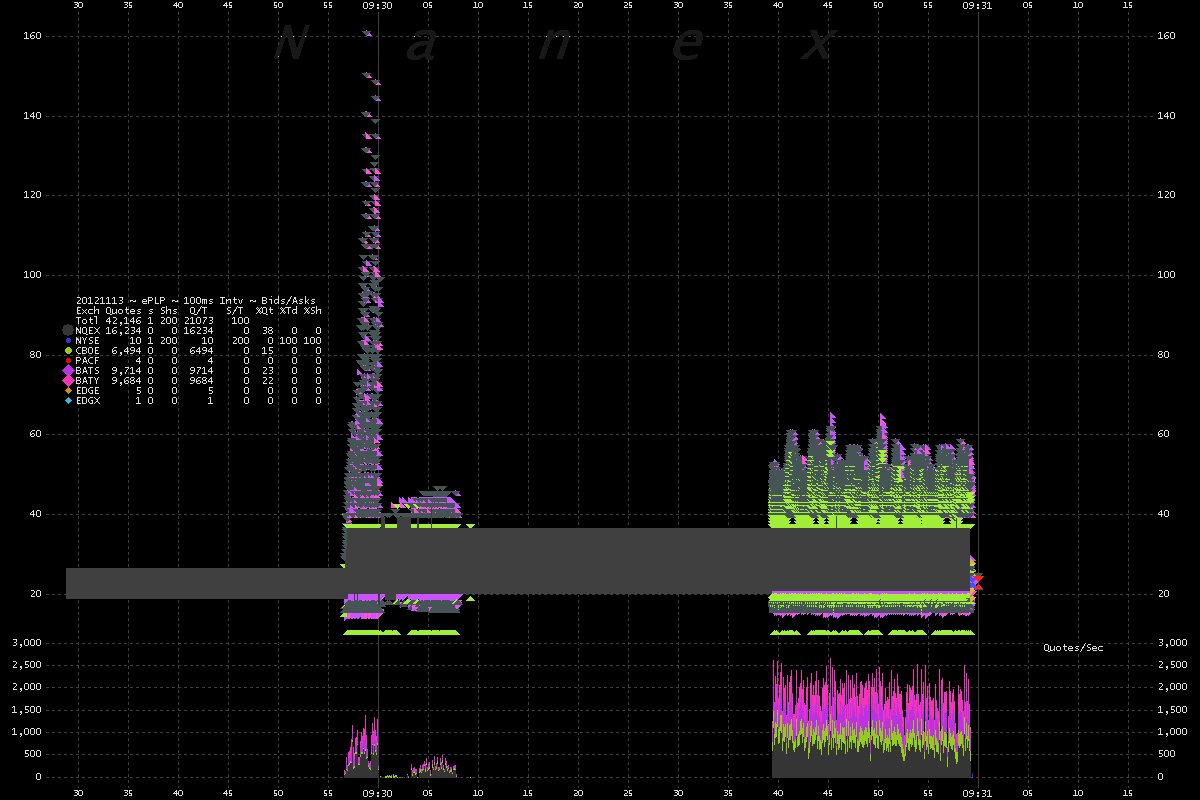 30 35 40 45 50 55 09:30 05 10 15 20 25 30 35 40 45 50 55 09:31 05 10 15
N a n e x
160 160
140 140
120 120
100 100
20121113 ~ ePLP ~ 100ms Intv ~ Bids/Asks
Exch Quotes s Shs Q/T S/T %Qt %Td %Sh
Totl 42,146 1 200 21073 100
NQEX 16,234 0 0 16234 0 38 0 0
NYSE 10 1 200 10 200 0 100 100
CBOE 6,494 0 0 6494 0 15 0 0
PACF 4 0 0 4 0 0 0 0
BATS 9,714 0 0 9714 0 23 0 0
BATY 9,684 0 0 9684 0 22 0 0
EDGE 5 0 0 5 0 0 0 0
EDGX 1 0 0 1 0 0 0 0
80 80
60 60
40 40
20 20
3,000 Quotes/Sec 3,000
2,500 2,500
2,000 2,000
1,500 1,500
1,000 1,000
500 500
0 0
30 35 40 45 50 55 09:30 05 10 15 20 25 30 35 40 45 50 55 09:31 05 10 15